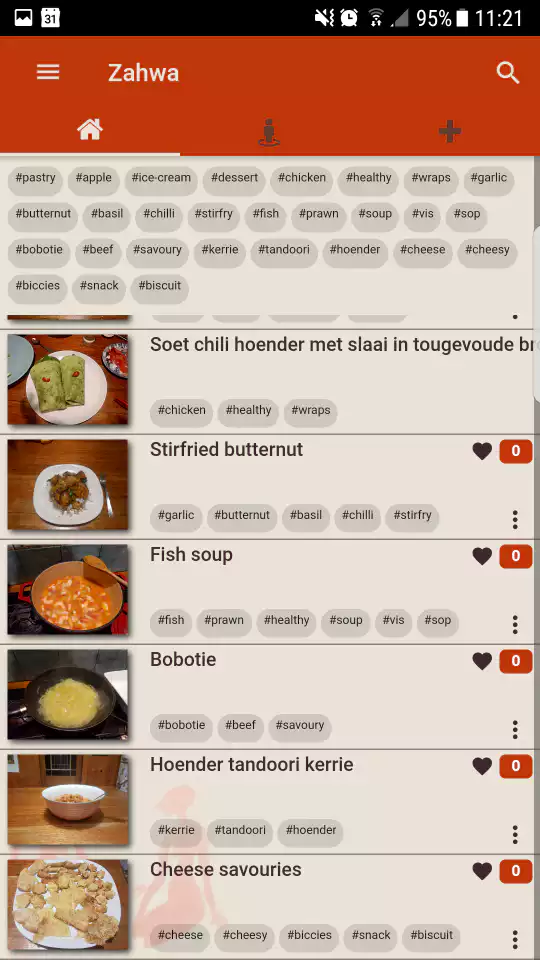 31 95% 11:21
Zahwa
#pastry #apple #ice-cream #dessert #chicken #healthy #wraps #garlic
#butternut #basil #chilli #stirfry #fish #prawn #soup #vis #sop
#bobotie #beef #savoury #kerrie #tandoori #hoender #cheese #cheesy
#biccies #snack #biscuit
Soet chili hoender met slaai in tougevoude br
#chicken #healthy #wraps
Stirfried butternut 0
#garlic #butternut #basil #chilli #stirfry
Fish soup 0
#fish #prawn #healthy #soup #vis #sop
Bobotie 0
#bobotie #beef #savoury
Hoender tandoori kerrie 0
#kerrie #tandoori #hoender
Cheese savouries 0
#cheese #cheesy #biccies #snack #biscuit